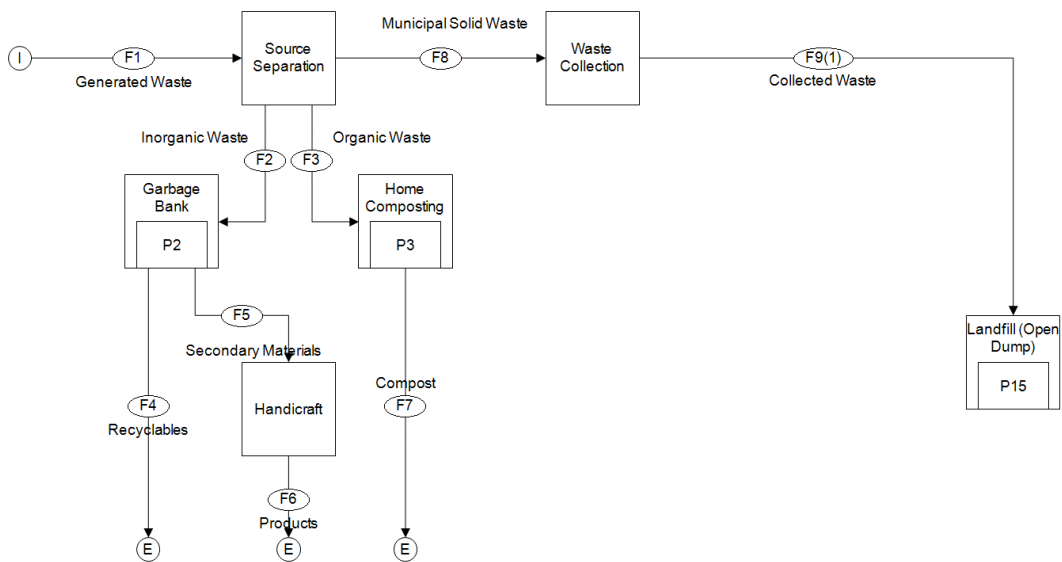 Municipal Solid Waste
I
F1
Generated Waste
Source
Separation
F8
Waste
Collection
F9(1)
Collected Waste
Inorganic Waste
F2
Organic Waste
F3
Garbage
Bank
P2
Home
Composting
P3
F5
Secondary Materials
Landfill (Open
Dump)
P15
F4
Recyclables
Handicraft
Compost
F7
F6
Products
E
E
E